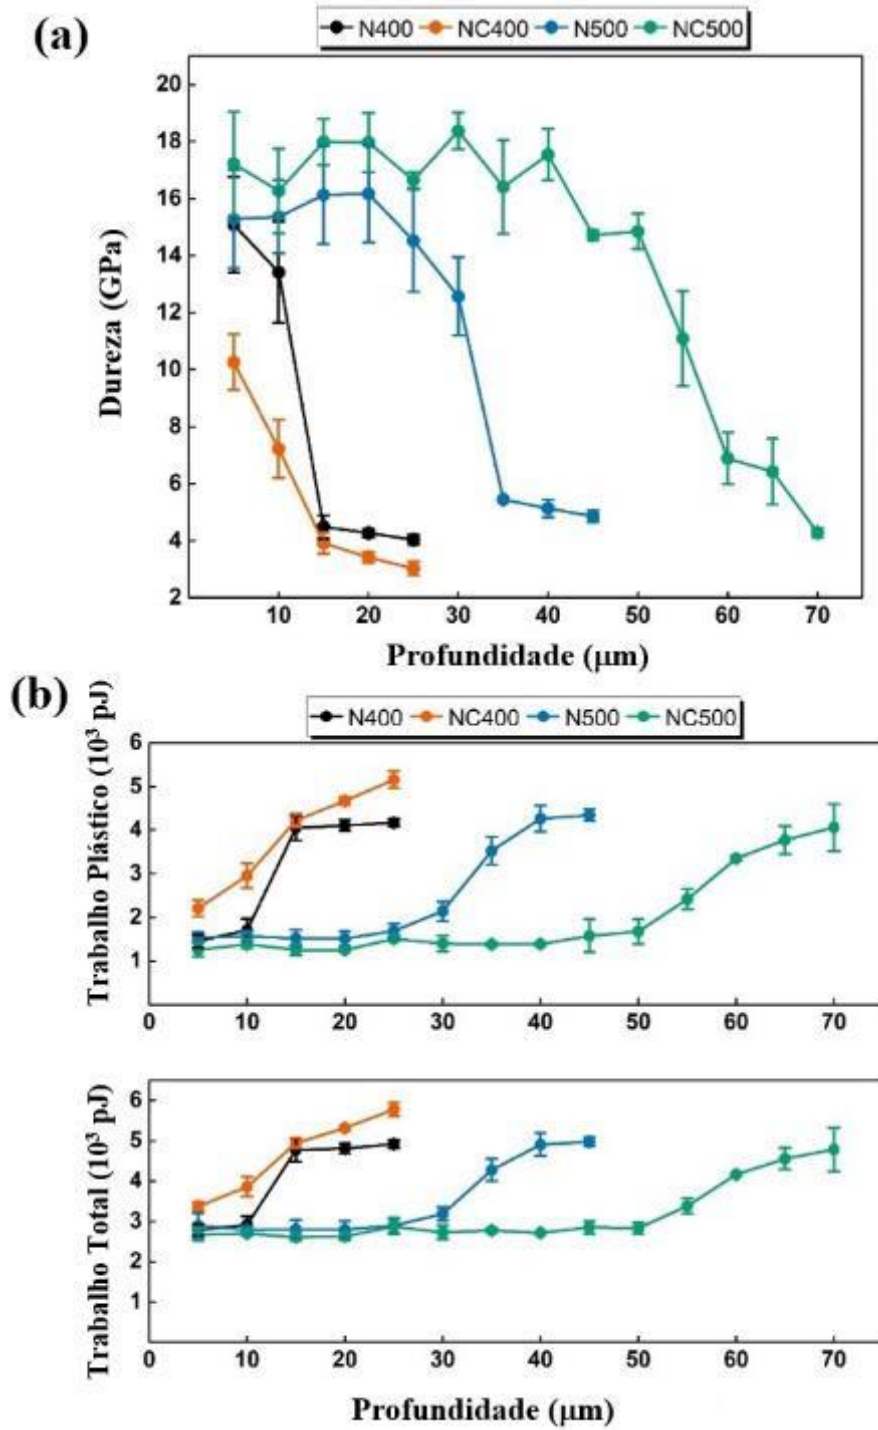 (a)
N400 NC400 N500 NC500
Dureza (GPa)
20
18
16
14
12
10
8
6
4
2
10 20 30 40 50 60 70
Profundidade (μm)
(b)
N400 NC400 N500 NC500
Trabalho Plástico (10³ pJ)
6
5
4
3
2
1
0 10 20 30 40 50 60 70
Trabalho Total (10³ pJ)
6
5
4
3
2
1
0 10 20 30 40 50 60 70
Profundidade (μm)